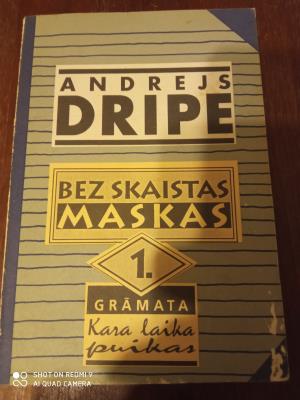 ANDREJS
DRIPE
BEZ SKAISTAS
MASKAS
1.
GRĀMATA
Kara laika
puikas
SHOT ON REDMI 9
AI QUAD CAMERA